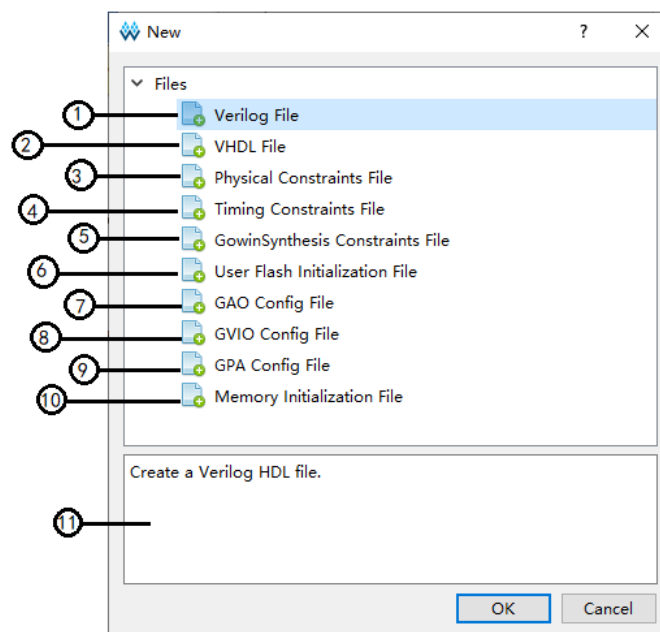 New
?
Files
① Verilog File
② VHDL File
③ Physical Constraints File
④ Timing Constraints File
⑤ GowinSynthesis Constraints File
⑥ User Flash Initialization File
⑦ GAO Config File
⑧ GVIO Config File
⑨ GPA Config File
⑩ Memory Initialization File
Create a Verilog HDL file.
⑪
OK Cancel